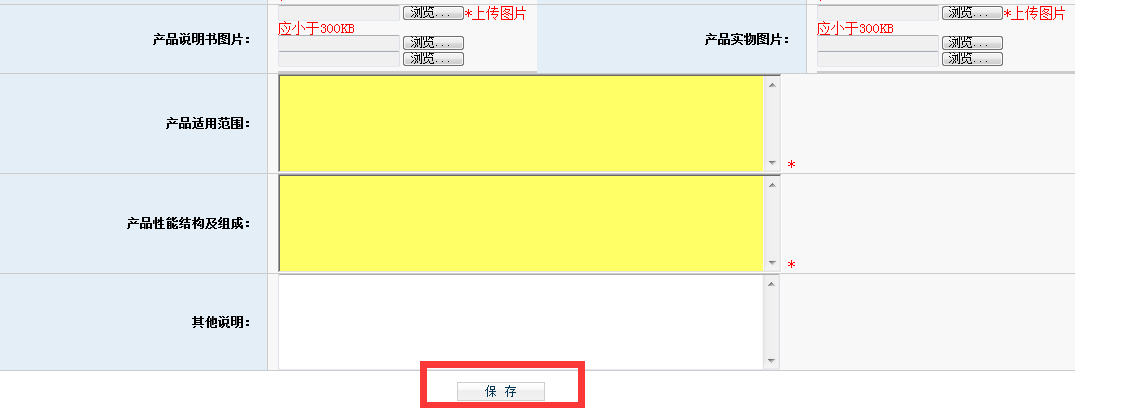 浏览... *上传图片
应小于300KB
产品说明书图片：
浏览...
浏览...
浏览... *上传图片
应小于300KB
产品实物图片：
浏览...
浏览...
产品适用范围：
*
产品性能结构及组成：
*
其他说明：
保 存